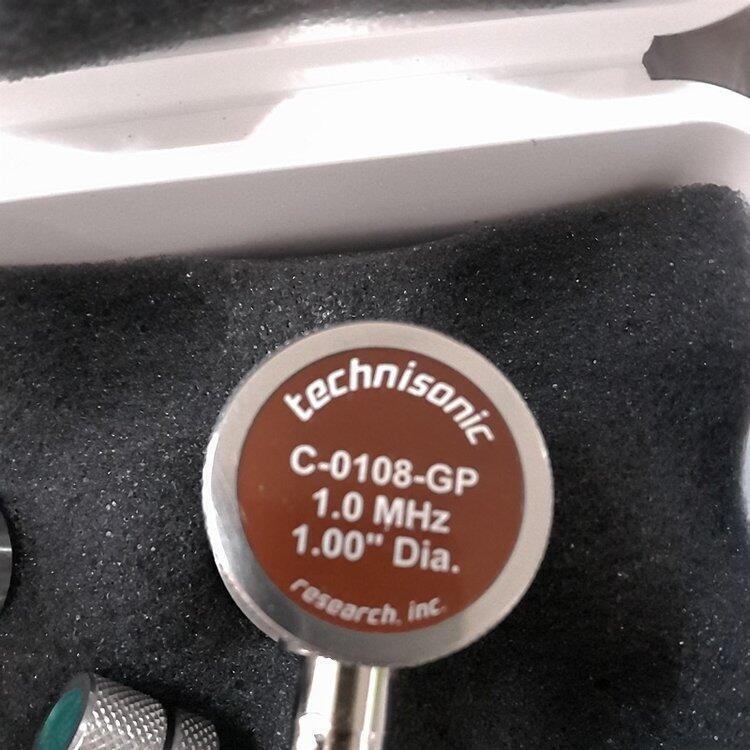 technisonic
C-0108-GP
1.0 MHz
1.00" Dia.
research, inc.